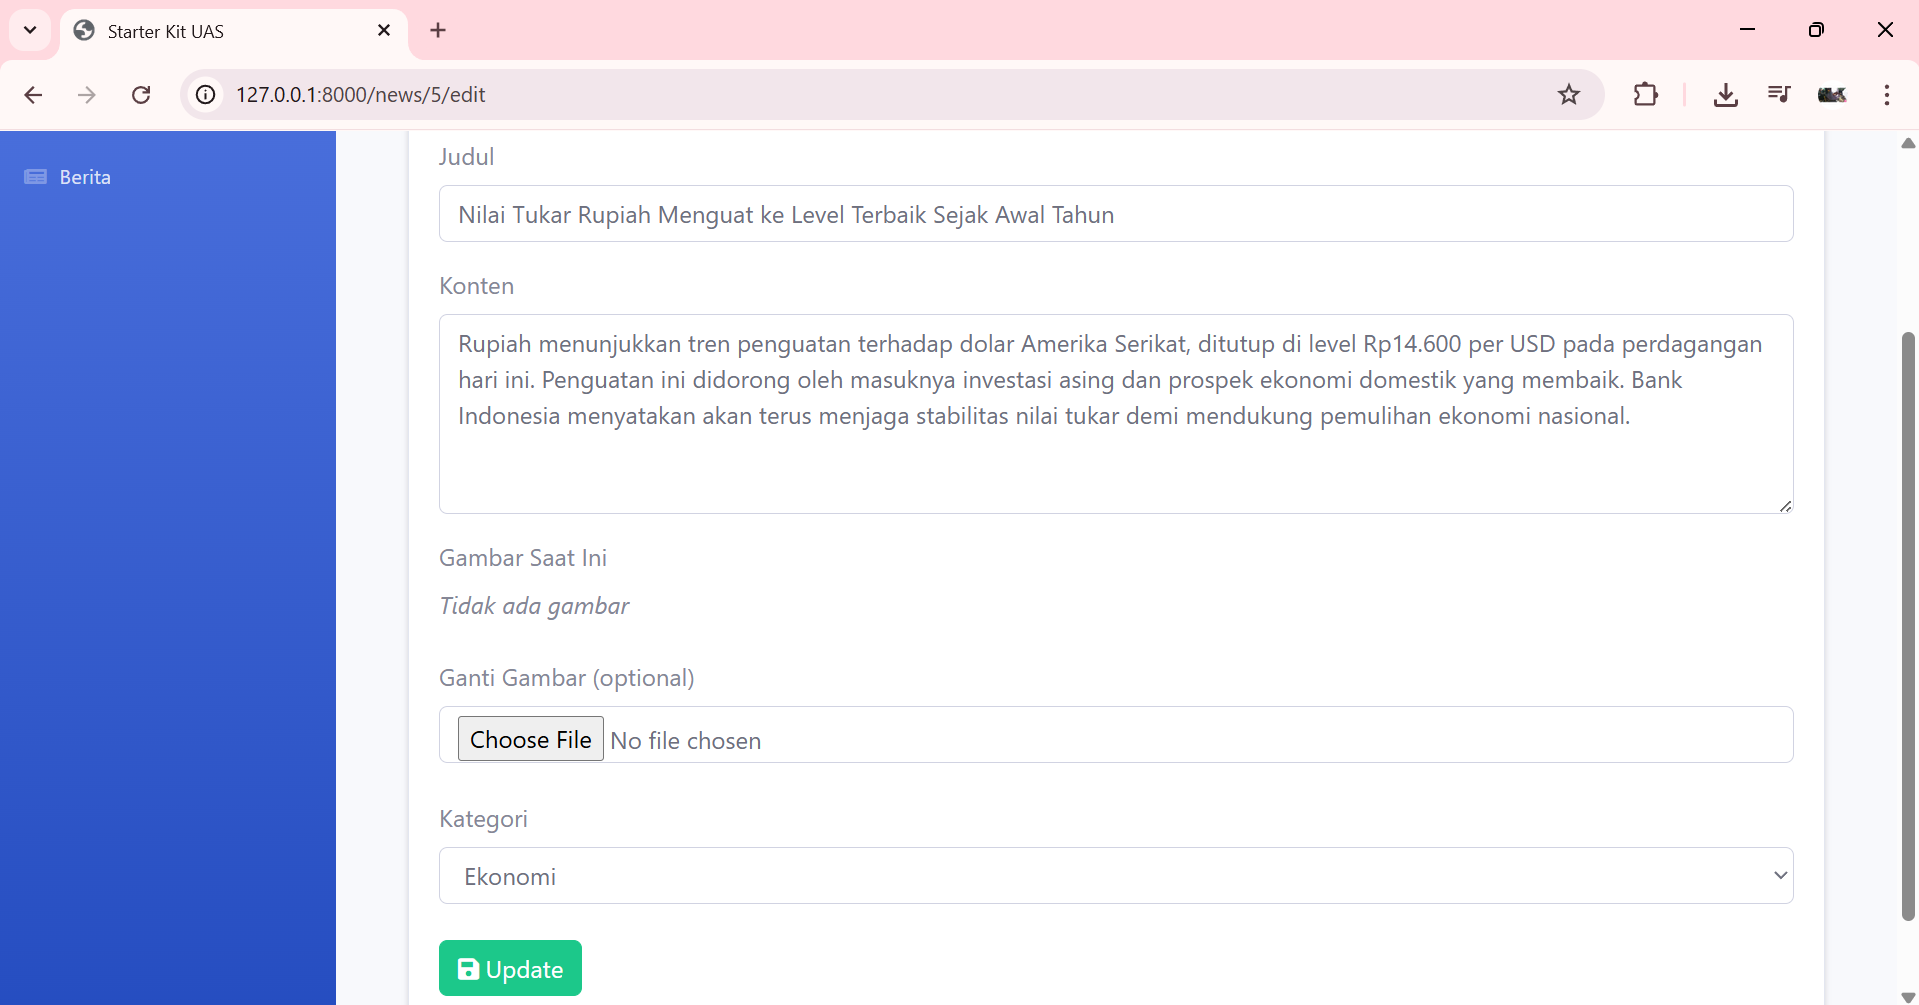 Starter Kit UAS
127.0.0.1:8000/news/5/edit
Berita
Judul
Nilai Tukar Rupiah Menguat ke Level Terbaik Sejak Awal Tahun
Konten
Rupiah menunjukkan tren penguatan terhadap dolar Amerika Serikat, ditutup di level Rp14.600 per USD pada perdagangan
hari ini. Penguatan ini didorong oleh masuknya investasi asing dan prospek ekonomi domestik yang membaik. Bank
Indonesia menyatakan akan terus menjaga stabilitas nilai tukar demi mendukung pemulihan ekonomi nasional.
Gambar Saat Ini
Tidak ada gambar
Ganti Gambar (optional)
Choose File No file chosen
Kategori
Ekonomi
Update